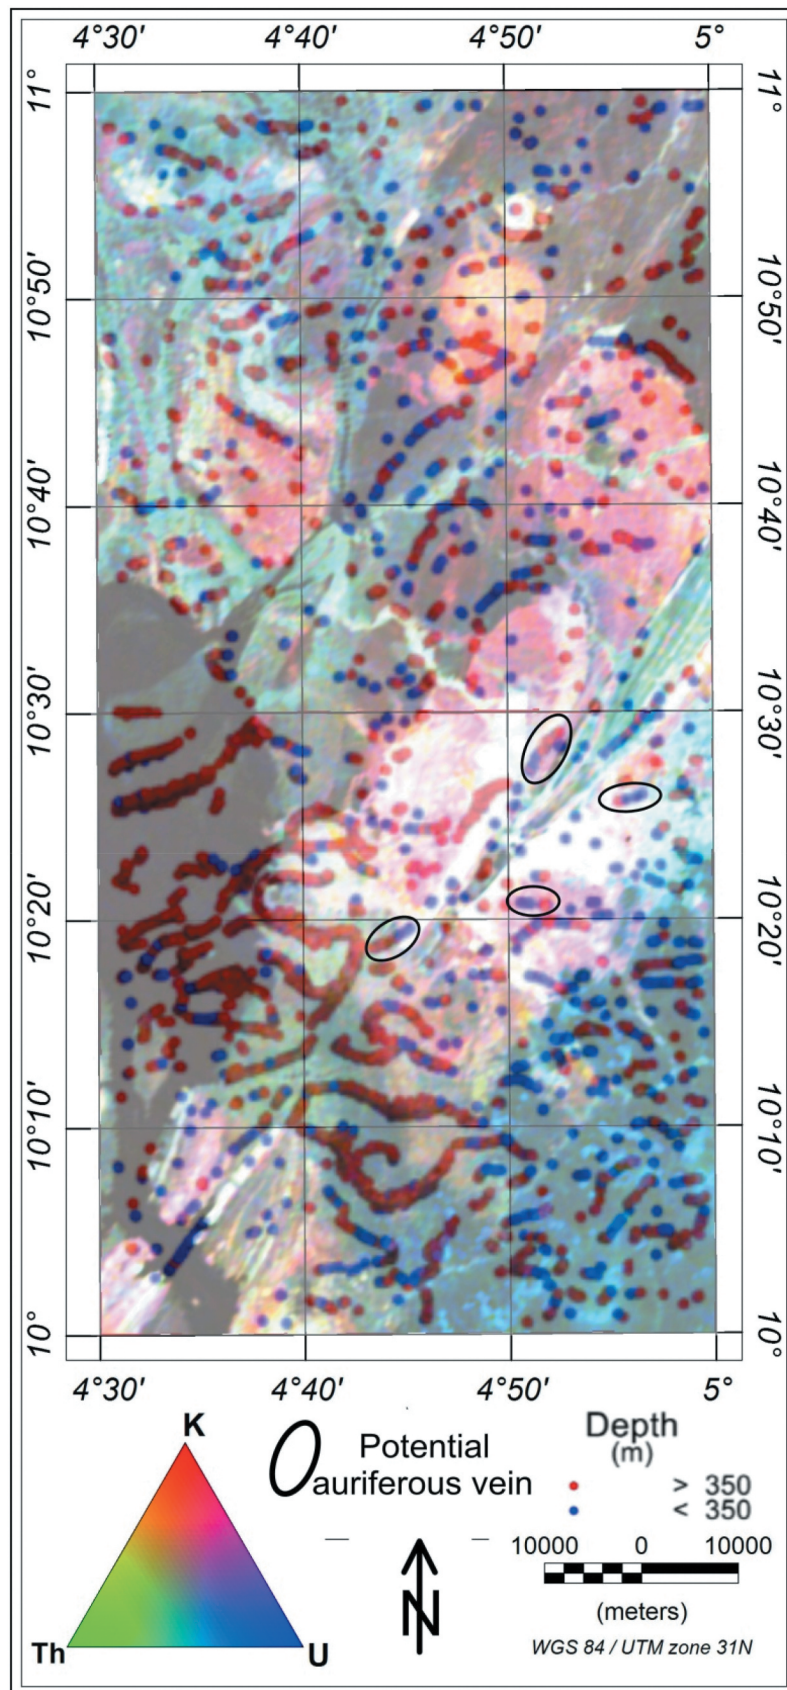 4°30' 4°40' 4°50' 5°
11° 11°
10°50' 10°50'
10°40' 10°40'
10°30' 10°30'
10°20' 10°20'
10°10' 10°10'
10° 10°
4°30' 4°40' 4°50' 5°
K
Th U
Potential
auriferous vein
N
Depth
(m)
> 350
< 350
10000 0 10000
(meters)
WGS 84 / UTM zone 31N